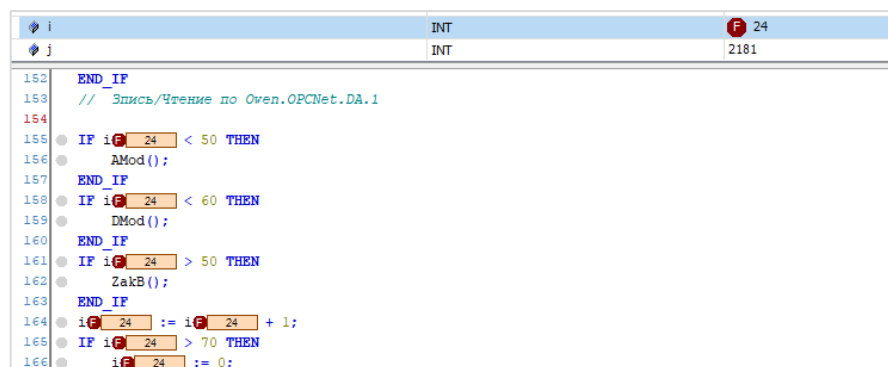 i INT F 24
j INT 2181
152 END_IF
153 // Зпись/Чтение по Owen.OPCNet.DA.1
154
155 IF i F 24 < 50 THEN
156 AMod();
157 END_IF
158 IF i F 24 < 60 THEN
159 DMod();
160 END_IF
161 IF i F 24 > 50 THEN
162 ZakB();
163 END_IF
164 i F 24 := i F 24 + 1;
165 IF i F 24 > 70 THEN
166 i F 24 := 0;